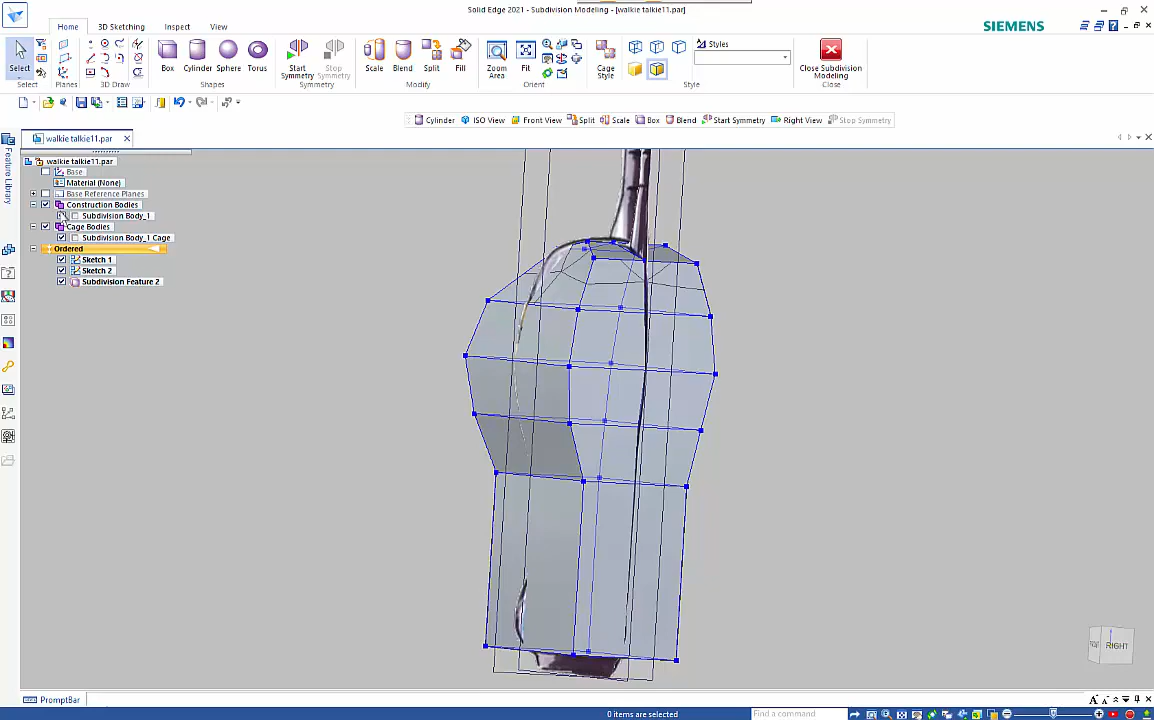 Solid Edge 2021 - Subdivision Modeling - [walkie talkie11.par]
Home 3D Sketching Inspect View
SIEMENS
Select
Box Cylinder Sphere Torus
Start Symmetry Stop Symmetry
Scale Blend Split Fill
Zoom Area Fit
Cage Style
Styles
Close Subdivision Modeling
Select Planes 3D Draw Shapes Symmetry Modify Orient Style Close
Cylinder ISO View Front View Split Scale Box Blend Start Symmetry Right View Stop Symmetry
walkie talkie11.par
Feature Library
walkie talkie11.par
Base
Material (None)
Base Reference Planes
Construction Bodies
Subdivision Body_1
Cage Bodies
Subdivision Body_1 Cage
Ordered
Sketch 1
Sketch 2
Subdivision Feature 2
RIGHT
PromptBar
0 items are selected
Find a command